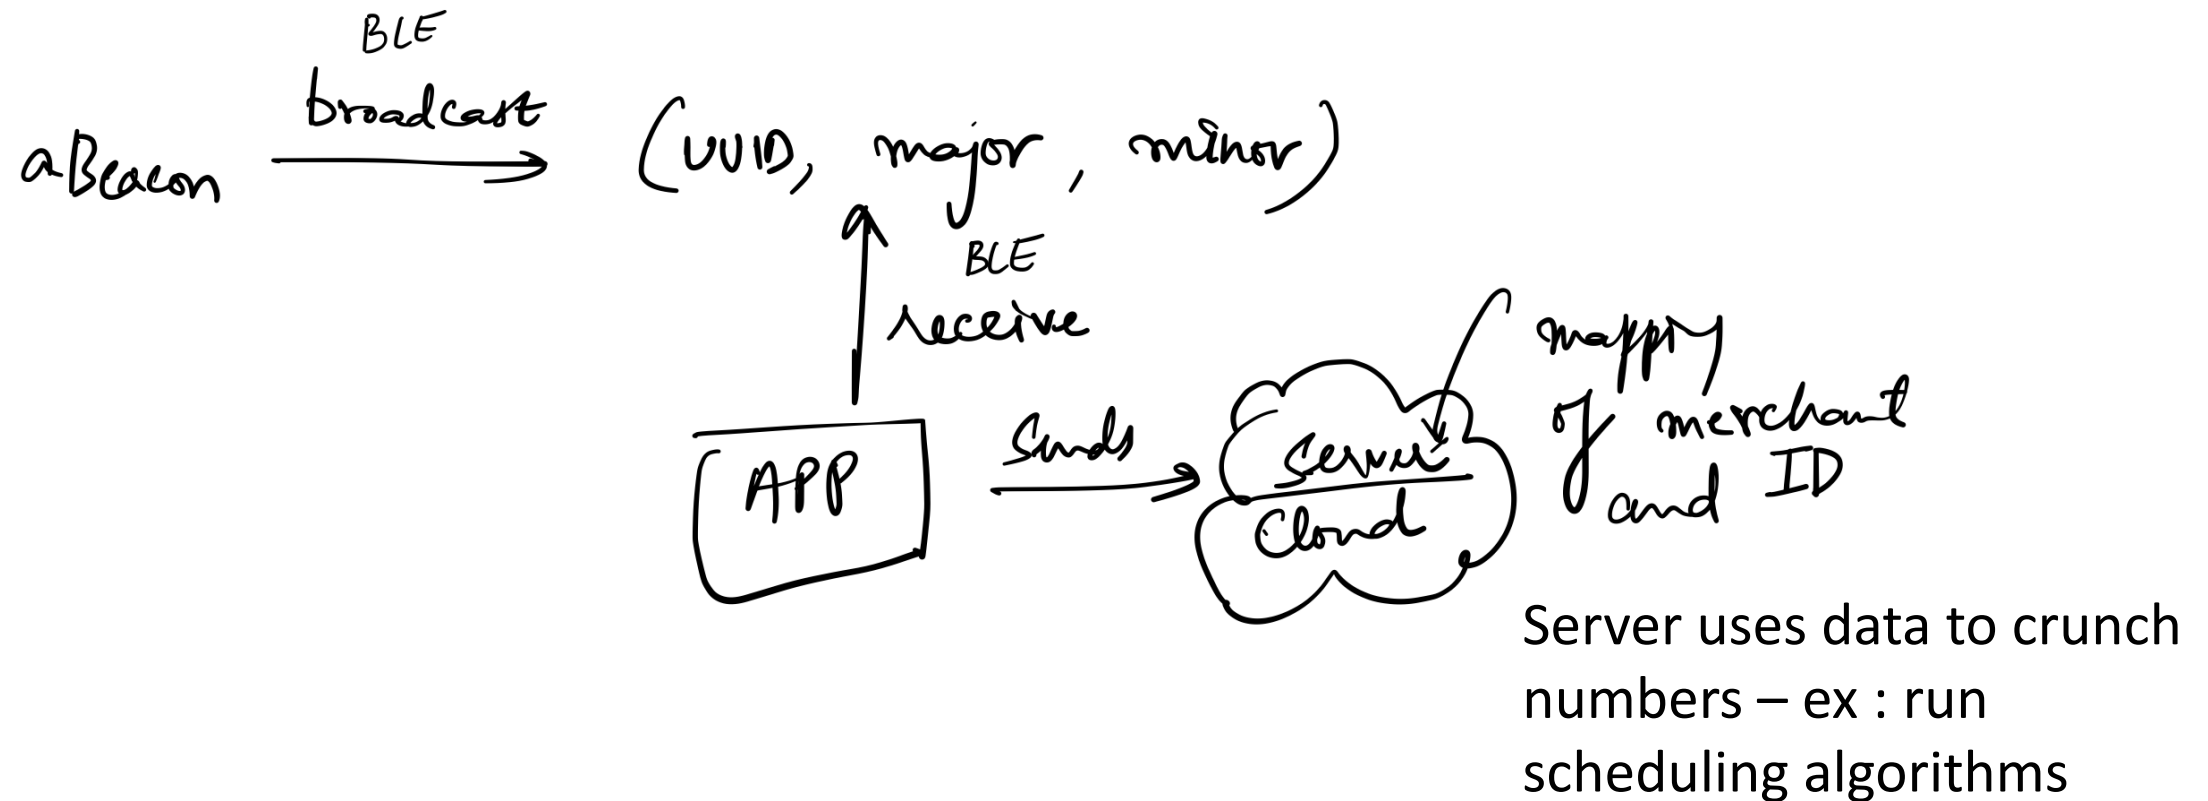 BLE
broadcast
aBeacon
(UUID, major, minor)
BLE
receive
APP
Sends
Server
Cloud
mapping
of merchant
and ID
Server uses data to crunch
numbers – ex : run
scheduling algorithms